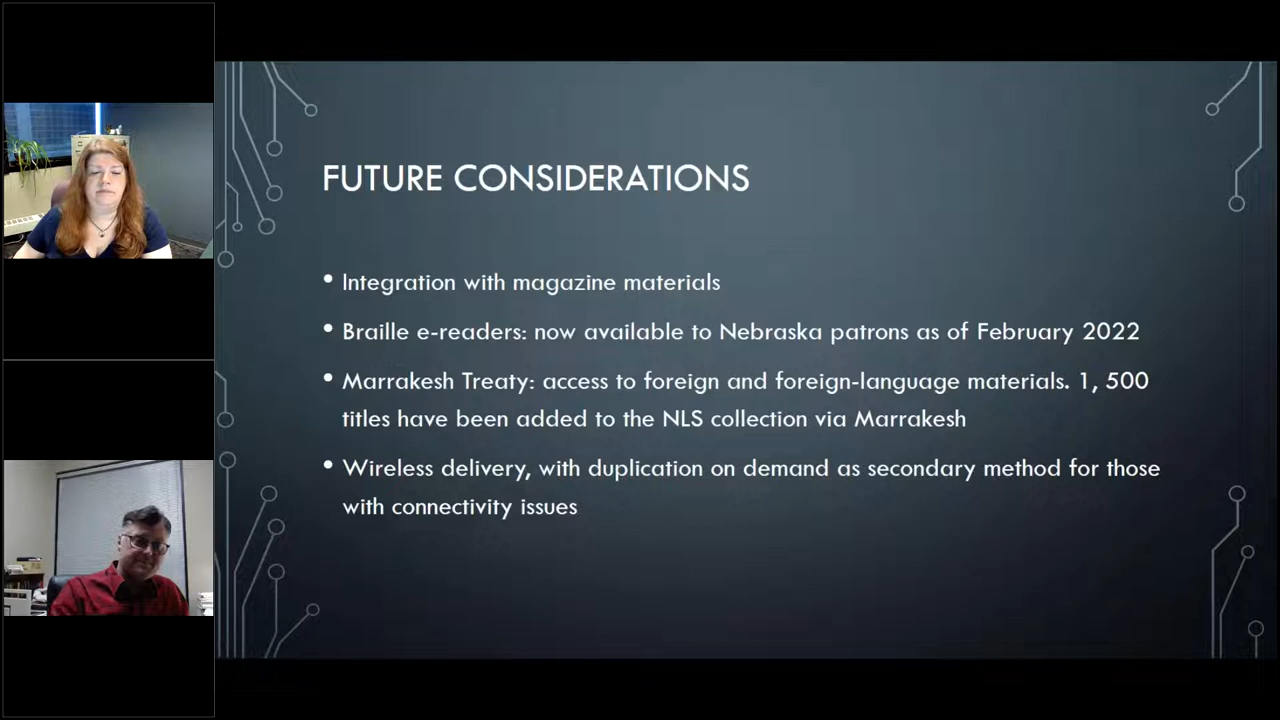 FUTURE CONSIDERATIONS
• Integration with magazine materials
• Braille e-readers: now available to Nebraska patrons as of February 2022
• Marrakesh Treaty: access to foreign and foreign-language materials. 1, 500
titles have been added to the NLS collection via Marrakesh
• Wireless delivery, with duplication on demand as secondary method for those
with connectivity issues